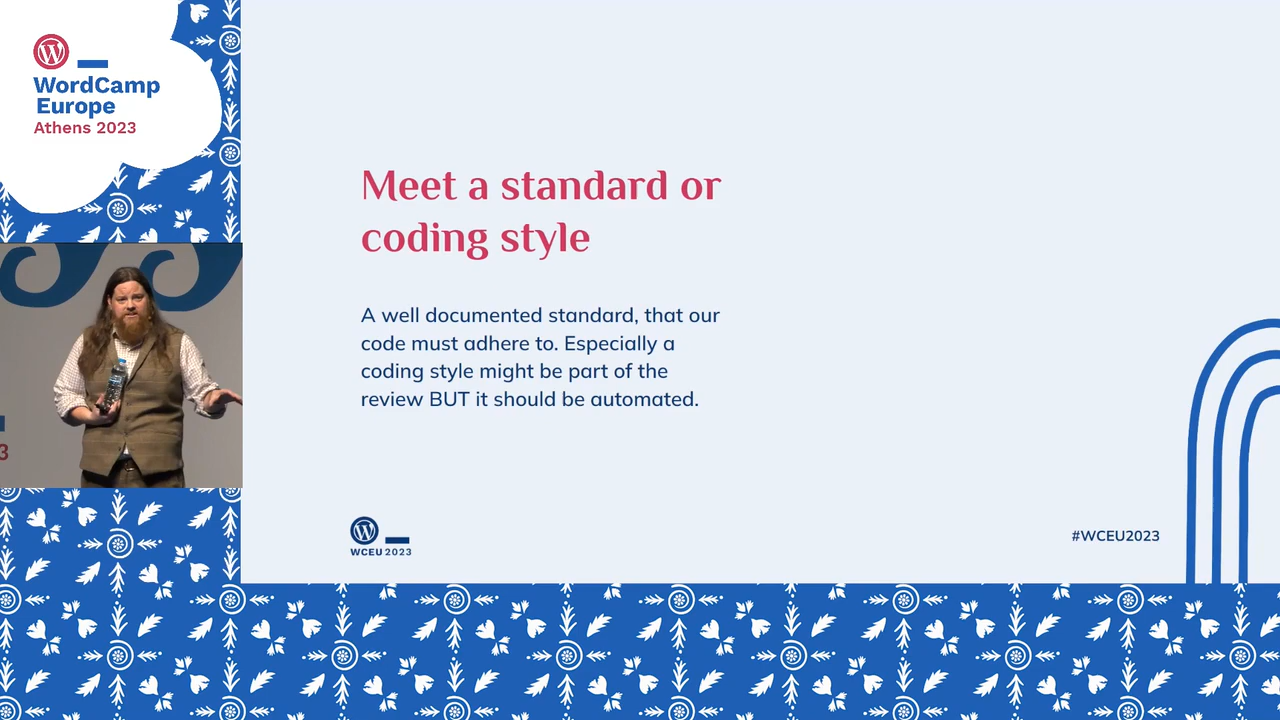 WordCamp
Europe
Athens 2023
Meet a standard or
coding style
A well documented standard, that our
code must adhere to. Especially a
coding style might be part of the
review BUT it should be automated.
3
WCEU 2023
#WCEU2023